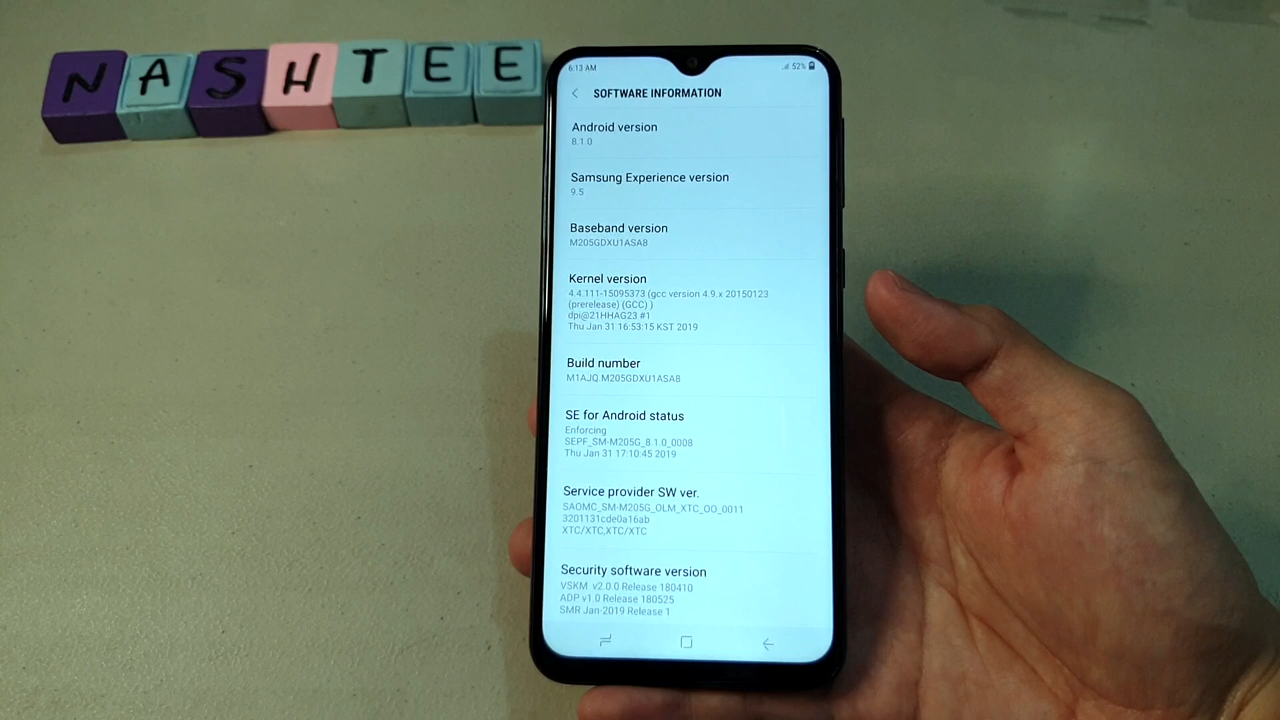 NASHTEE
6:13 AM
52%
SOFTWARE INFORMATION
Android version
8.1.0
Samsung Experience version
9.5
Baseband version
M205GDXU1ASA8
Kernel version
4.4.111-15095373 (gcc version 4.9.x 20150123
(prerelease) (GCC) )
dpi@21HHAG23 #1
Thu Jan 31 16:53:15 KST 2019
Build number
M1AJQ.M205GDXU1ASA8
SE for Android status
Enforcing
SEPF_SM-M205G_8.1.0_0008
Thu Jan 31 17:10:45 2019
Service provider SW ver.
SAOMC_SM-M205G_OLM_XTC_OO_0011
3201131cde0a16ab
XTC/XTC,XTC/XTC
Security software version
VSKM v2.0.0 Release 180410
ADP v1.0 Release 180525
SMR Jan-2019 Release 1